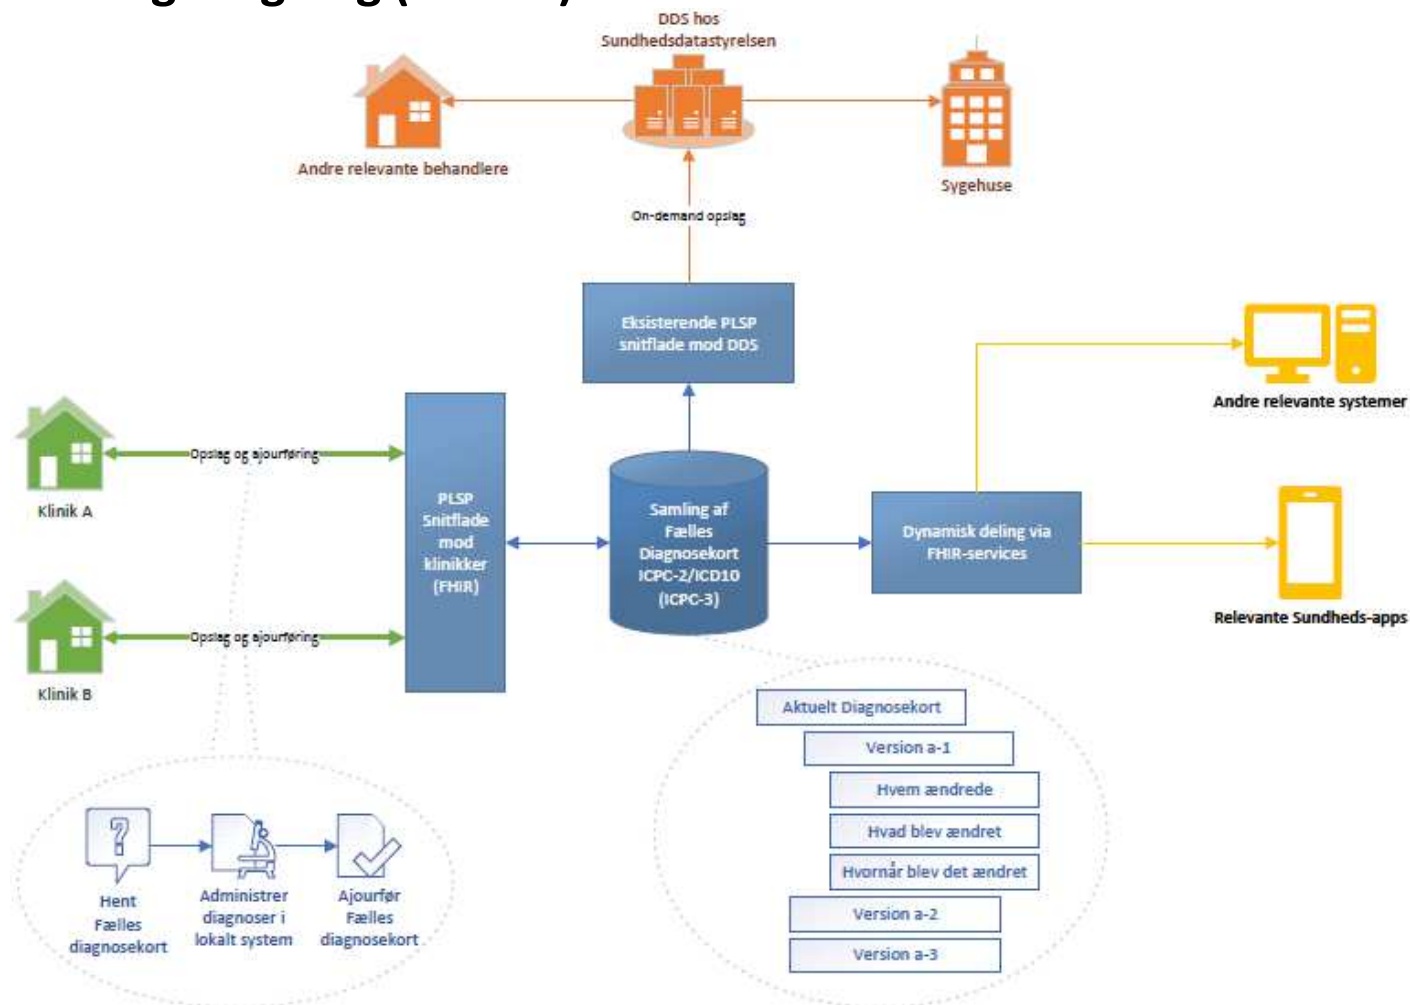 DDS hos
Sundhedsdatastyrelsen
Andre relevante behandlere
Sygehuse
On-demand opslag
Eksisterende PLSP
snitflade mod DDS
Andre relevante systemer
Klinik A
Opslag og ajourføring
PLSP
Snitflade
mod
klinikker
(FHIR)
Samling af
Fælles
Diagnosekort
ICPC-2/ICD10
(ICPC-3)
Dynamisk deling via
FHIR-services
Relevante Sundheds-apps
Klinik B
Opslag og ajourføring
Aktuelt Diagnosekort
Version a-1
Hvem ændrede
Hvad blev ændret
Hvornår blev det ændret
Version a-2
Version a-3
Hent
Fælles
diagnosekort
Administrer
diagnoser i
lokalt system
Ajourfør
Fælles
diagnosekort